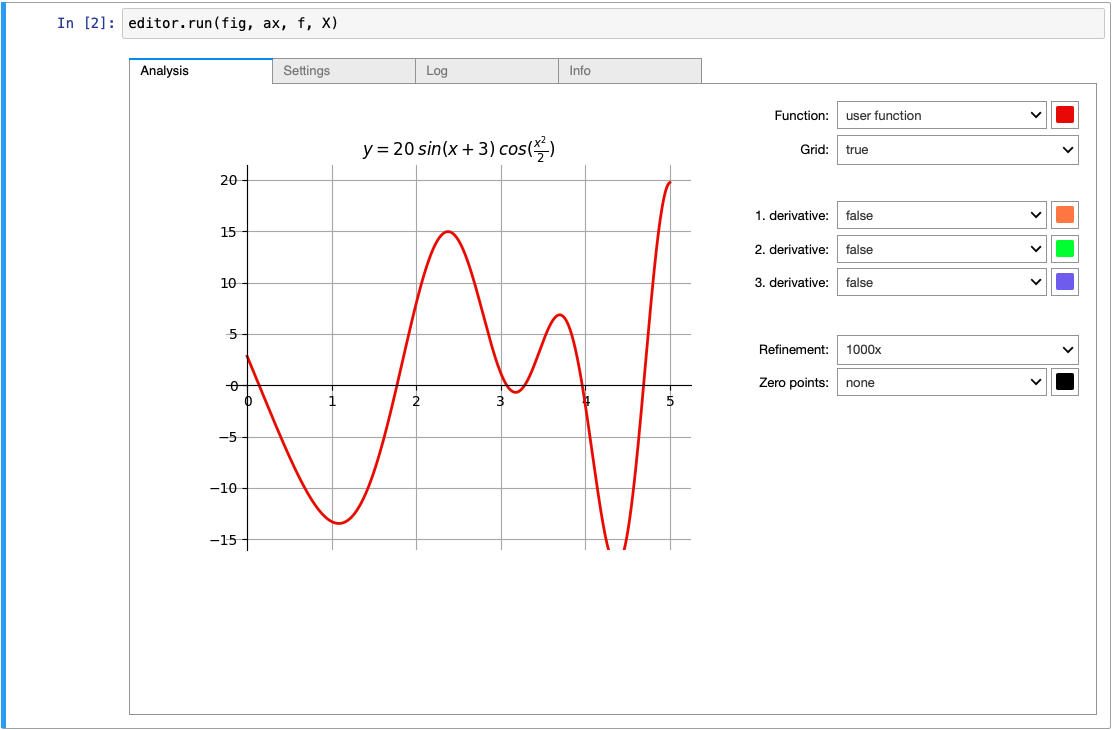 In [2]: editor.run(fig, ax, f, X)
Analysis Settings Log Info
Function: user function
Grid: true
1. derivative: false
2. derivative: false
3. derivative: false
Refinement: 1000x
Zero points: none
y = 20 sin(x + 3) cos(x²/2)
20
15
10
5
0
−5
−10
−15
0 1 2 3 4 5